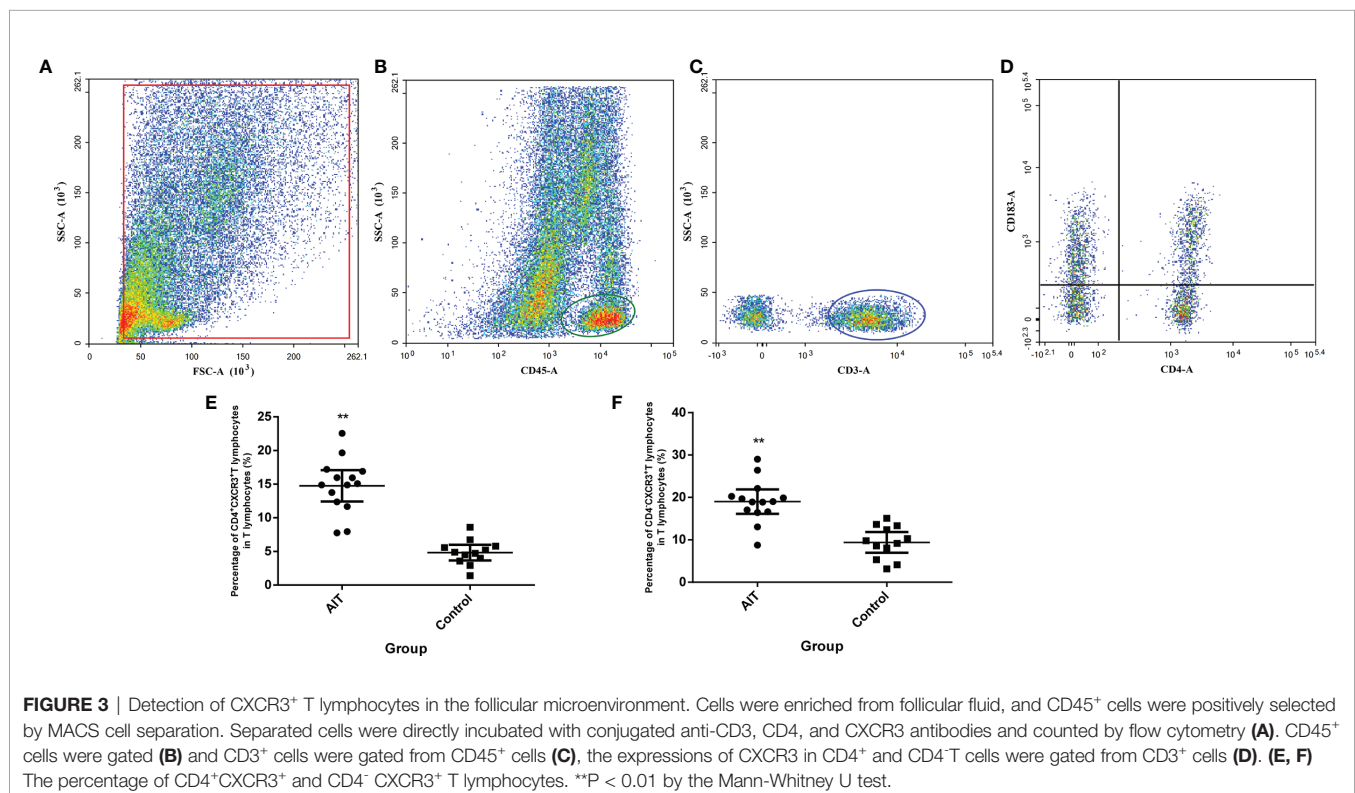 A
B
C
D
262.1
200
150
100
50
0
SSC-A (10³)
0
50
100
150
200
262.1
FSC-A (10³)
262.1
200
150
100
50
0
SSC-A (10³)
10⁰
10¹
10²
10³
10⁴
10⁵
CD45-A
262.1
200
150
100
50
0
SSC-A (10³)
-10³
0
10³
10⁴
10⁵
10⁵·⁴
CD3-A
10⁵·⁴
10⁵
10⁴
10³
0
-10²·³
CD183-A
-10²·¹
0
10²
10³
10⁴
10⁵
10⁵·⁴
CD4-A
E
Percentage of CD4⁺CXCR3⁺T lymphocytes
in T lymphocytes (%)
25
20
15
10
5
0
**
AIT
Control
Group
F
Percentage of CD4⁻CXCR3⁺T lymphocytes
in T lymphocytes (%)
40
30
20
10
0
**
AIT
Control
Group
FIGURE 3 | Detection of CXCR3⁺ T lymphocytes in the follicular microenvironment. Cells were enriched from follicular fluid, and CD45⁺ cells were positively selected
by MACS cell separation. Separated cells were directly incubated with conjugated anti-CD3, CD4, and CXCR3 antibodies and counted by flow cytometry (A). CD45⁺
cells were gated (B) and CD3⁺ cells were gated from CD45⁺ cells (C), the expressions of CXCR3 in CD4⁺ and CD4⁻T cells were gated from CD3⁺ cells (D). (E, F)
The percentage of CD4⁺CXCR3⁺ and CD4⁻ CXCR3⁺ T lymphocytes. **P < 0.01 by the Mann-Whitney U test.